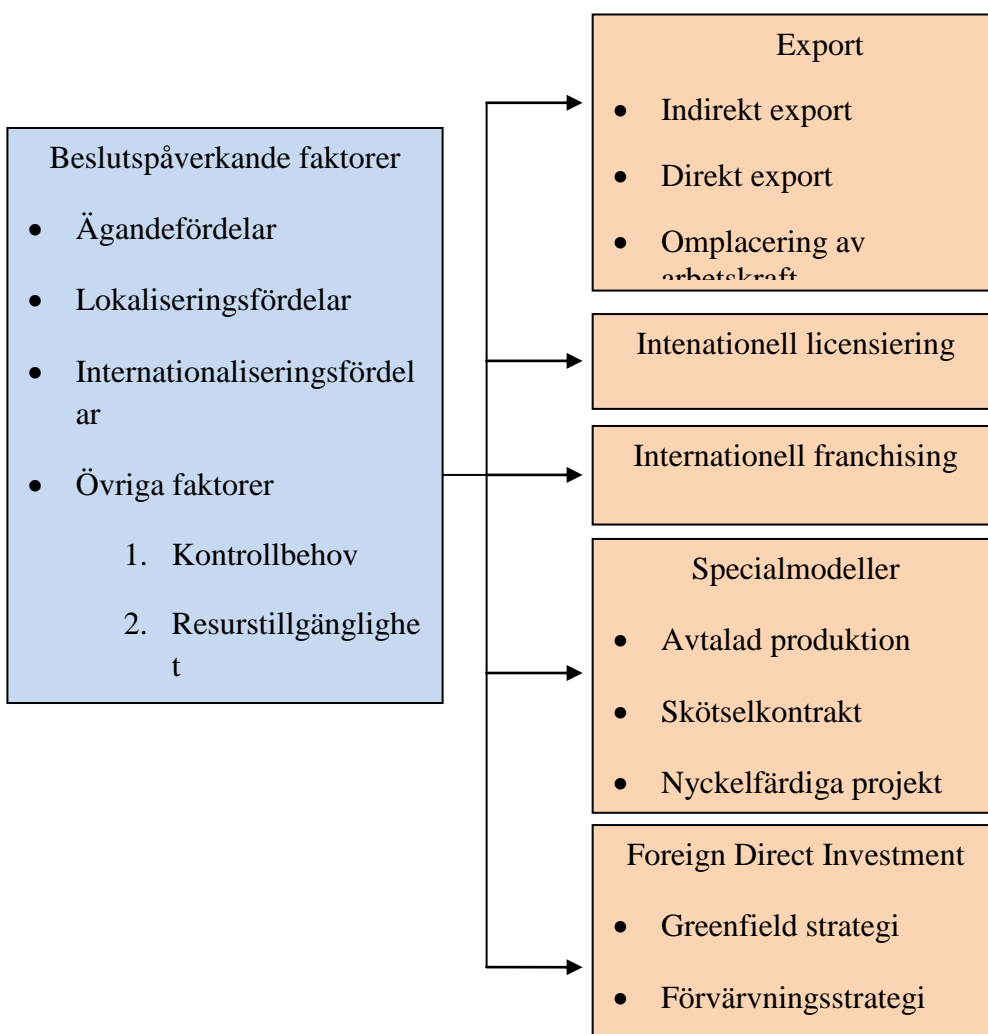 Beslutspåverkande faktorer
• Ägandefördelar
• Lokaliseringsfördelar
• Internationaliseringsfördel
ar
• Övriga faktorer
1. Kontrollbehov
2. Resurstillgänglighe
t
Export
• Indirekt export
• Direkt export
• Omplacering av
arbetskraft
Intenationell licensiering
Internationell franchising
Specialmodeller
• Avtalad produktion
• Skötselkontrakt
• Nyckelfärdiga projekt
Foreign Direct Investment
• Greenfield strategi
• Förvärvningsstrategi